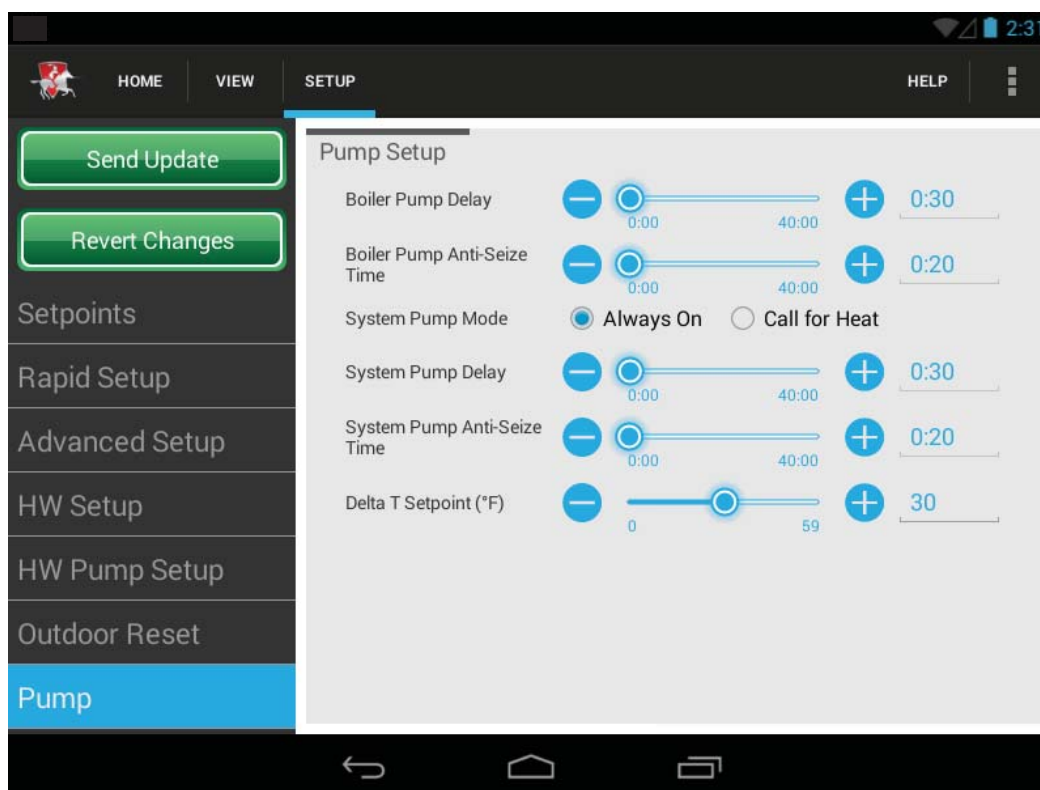 2:31
HOME VIEW SETUP HELP
Send Update
Revert Changes
Setpoints
Rapid Setup
Advanced Setup
HW Setup
HW Pump Setup
Outdoor Reset
Pump
Pump Setup
Boiler Pump Delay 0:30
0:00 40:00
Boiler Pump Anti-Seize
Time 0:20
0:00 40:00
System Pump Mode Always On Call for Heat
System Pump Delay 0:30
0:00 40:00
System Pump Anti-Seize
Time 0:20
0:00 40:00
Delta T Setpoint (°F) 30
0 59